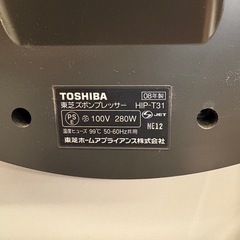 TOSHIBA 08年製
東芝ズボンプレッサー HIP-T31
PS E 100V 280W JET
温度ヒューズ 99℃ 50-60Hz共用 NE12
東芝ホームアプライアンス株式会社